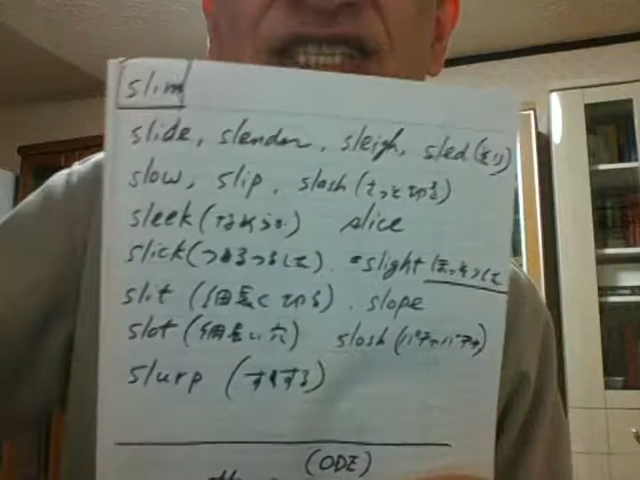 slim
slide, slender, sleigh, sled (そり)
slow, slip, slash (さっと切る)
sleek (なめらか) slice
slick (つるつるして). slight ほっそりして
slit (細長く切る). slope
slot (細長い穴) slosh (バチャバチャ)
slurp (すすする)
(ODE)